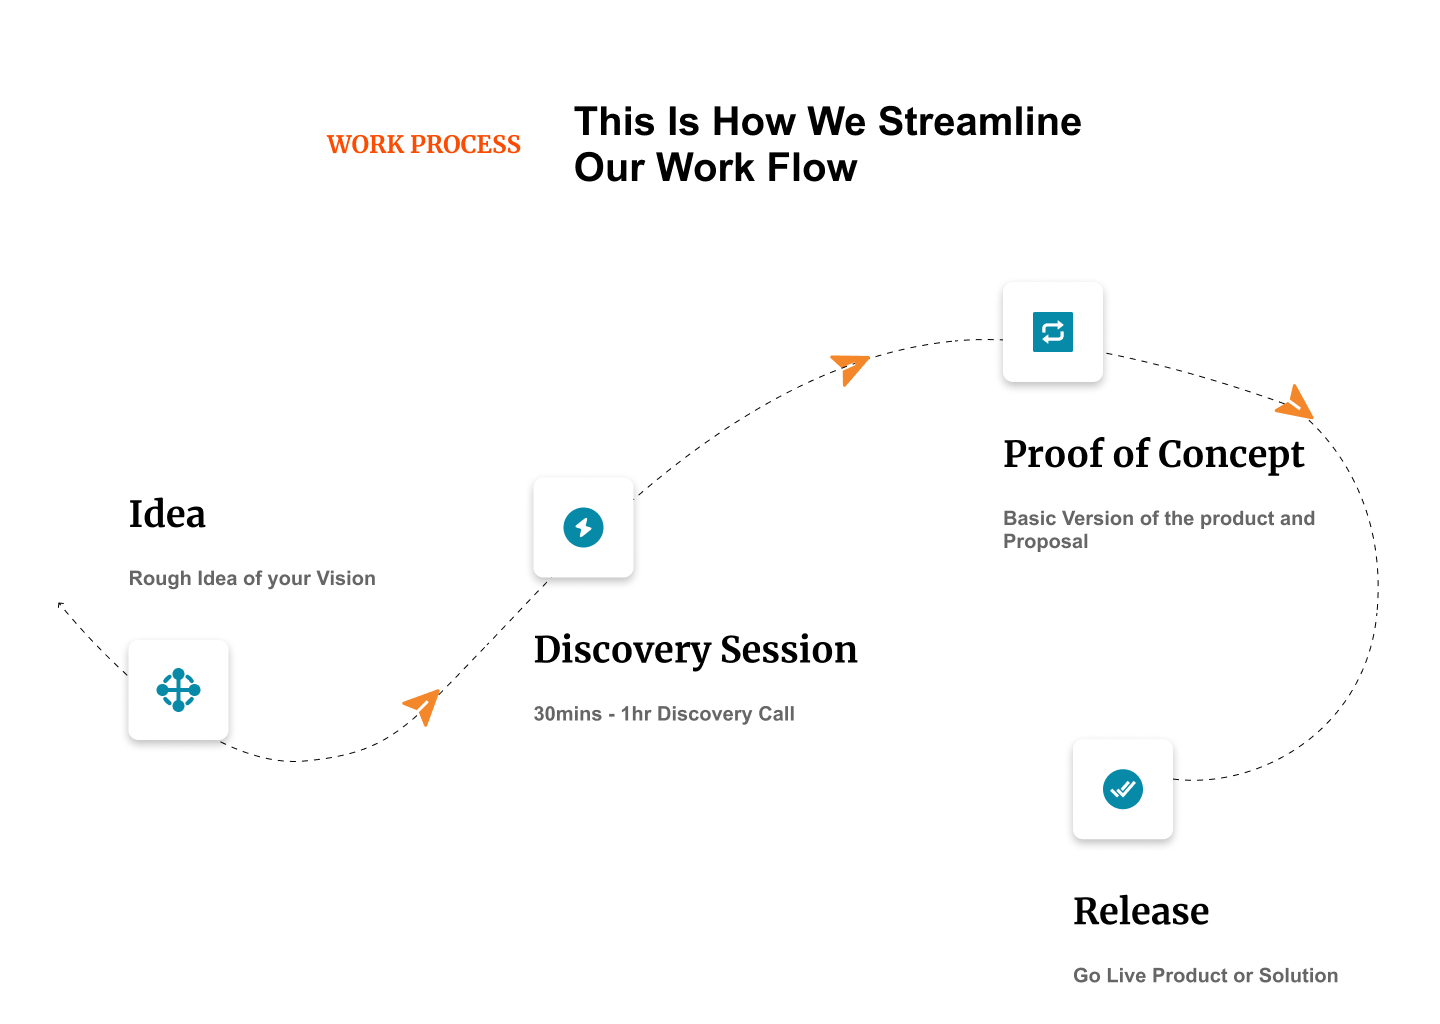 WORK PROCESS
This Is How We Streamline
Our Work Flow
Idea
Rough Idea of your Vision
Discovery Session
30mins - 1hr Discovery Call
Proof of Concept
Basic Version of the product and
Proposal
Release
Go Live Product or Solution